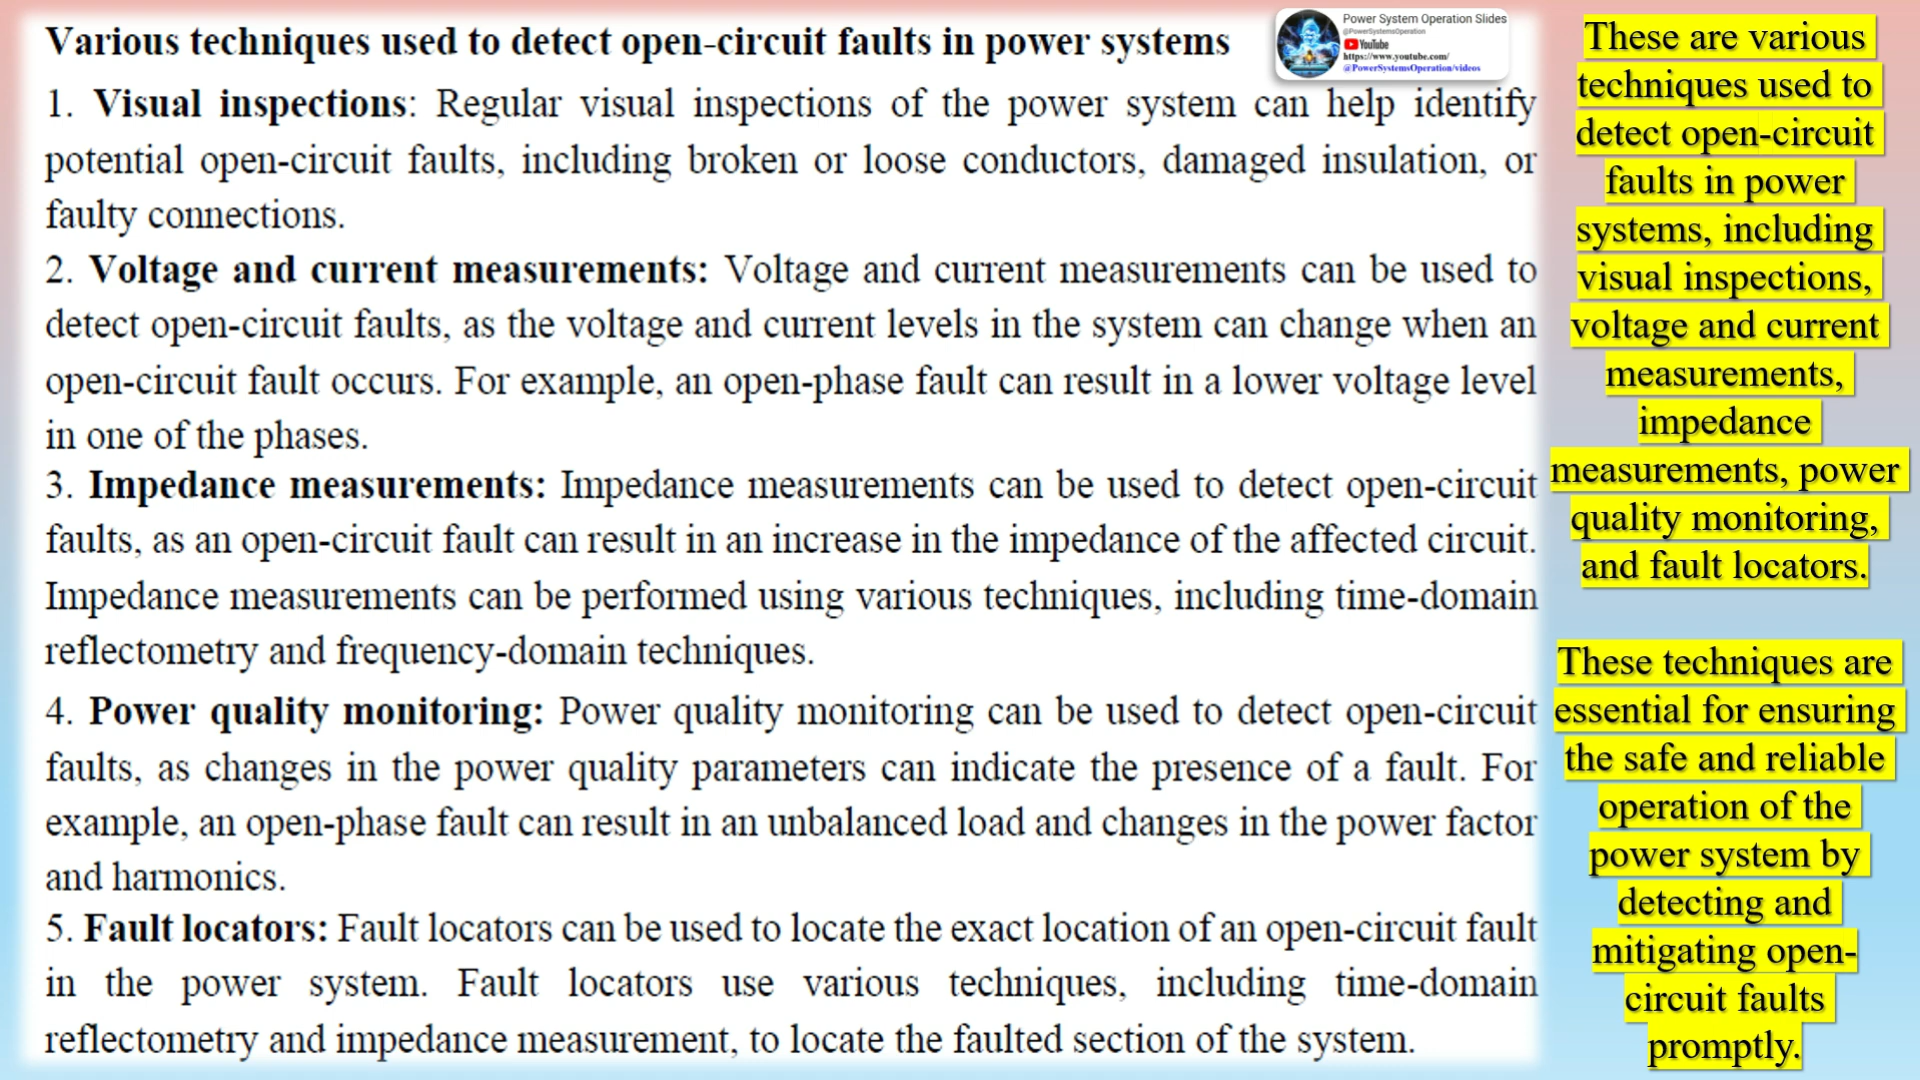 Various techniques used to detect open-circuit faults in power systems
Power System Operation Slides
@PowerSystemsOperation
YouTube
https://www.youtube.com/
@PowerSystemsOperation/videos
1. Visual inspections: Regular visual inspections of the power system can help identify
potential open-circuit faults, including broken or loose conductors, damaged insulation, or
faulty connections.
2. Voltage and current measurements: Voltage and current measurements can be used to
detect open-circuit faults, as the voltage and current levels in the system can change when an
open-circuit fault occurs. For example, an open-phase fault can result in a lower voltage level
in one of the phases.
3. Impedance measurements: Impedance measurements can be used to detect open-circuit
faults, as an open-circuit fault can result in an increase in the impedance of the affected circuit.
Impedance measurements can be performed using various techniques, including time-domain
reflectometry and frequency-domain techniques.
4. Power quality monitoring: Power quality monitoring can be used to detect open-circuit
faults, as changes in the power quality parameters can indicate the presence of a fault. For
example, an open-phase fault can result in an unbalanced load and changes in the power factor
and harmonics.
5. Fault locators: Fault locators can be used to locate the exact location of an open-circuit fault
in the power system. Fault locators use various techniques, including time-domain
reflectometry and impedance measurement, to locate the faulted section of the system.
These are various
techniques used to
detect open-circuit
faults in power
systems, including
visual inspections,
voltage and current
measurements,
impedance
measurements, power
quality monitoring,
and fault locators.
These techniques are
essential for ensuring
the safe and reliable
operation of the
power system by
detecting and
mitigating open-
circuit faults
promptly.